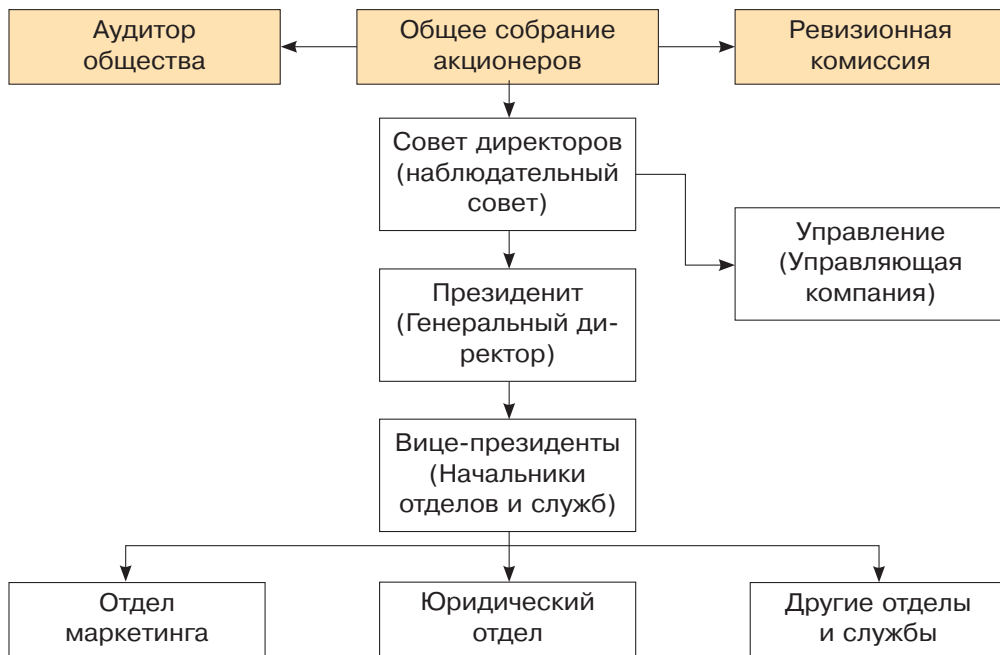 Аудитор
общества
Общее собрание
акционеров
Ревизионная
комиссия
Совет директоров
(наблюдательный
совет)
Управление
(Управляющая
компания)
Президенит
(Генеральный ди-
ректор)
Вице-президенты
(Начальники
отделов и служб)
Отдел
маркетинга
Юридический
отдел
Другие отделы
и службы